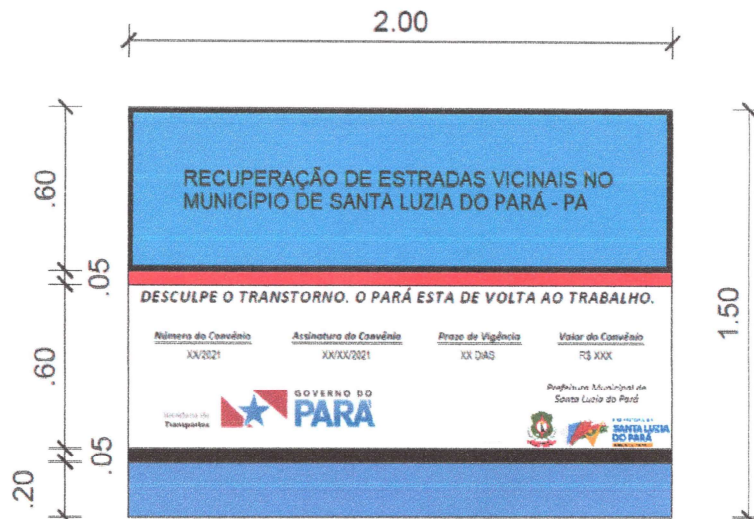 2.00
.60
RECUPERAÇÃO DE ESTRADAS VICINAIS NO
MUNICÍPIO DE SANTA LUZIA DO PARÁ - PA
.05
1.50
DESCULPE O TRANSTORNO. O PARÁ ESTA DE VOLTA AO TRABALHO.
.60
Número do Convênio Assinatura do Convênio Prazo de Vigência Valor do Convênio
XX/2021 XX/XX/2021 XX DIAS R$ XXX
Secretaria de
Transportes
GOVERNO DO
PARÁ
Prefeitura Municipal de
Santa Luzia do Pará
SANTA LUZIA
DO PARÁ
.05
.20